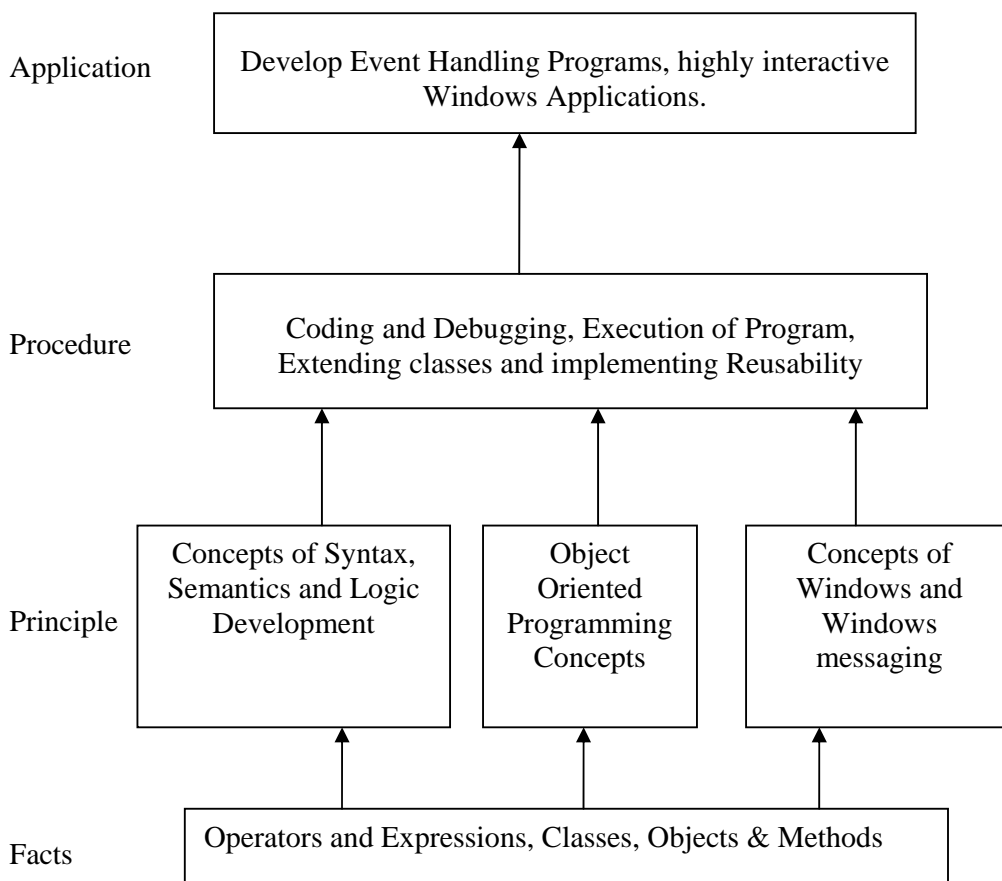 Application
Develop Event Handling Programs, highly interactive
Windows Applications.
Procedure
Coding and Debugging, Execution of Program,
Extending classes and implementing Reusability
Principle
Concepts of Syntax,
Semantics and Logic
Development
Object
Oriented
Programming
Concepts
Concepts of
Windows and
Windows
messaging
Facts
Operators and Expressions, Classes, Objects & Methods